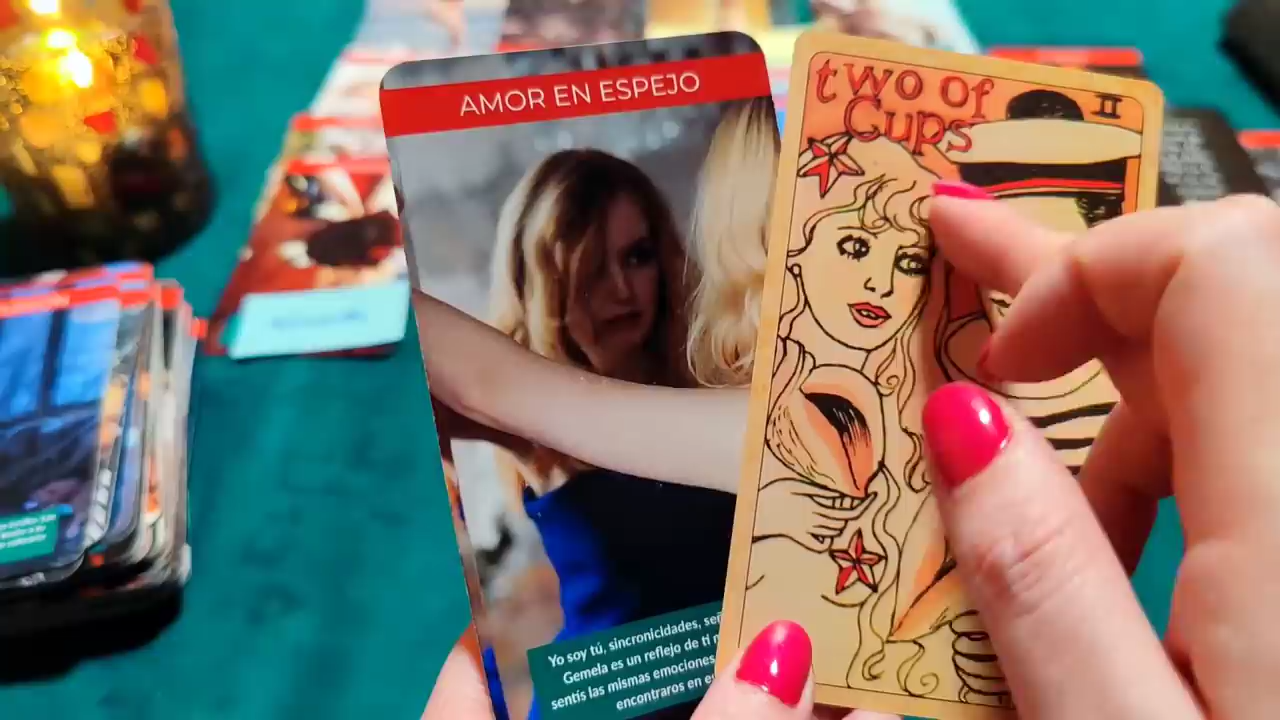 AMOR EN ESPEJO
two of
Cups
II
Yo soy tú, sincronicidades,
Gemela es un reflejo de ti
sentís las mismas emociones
encontraros en